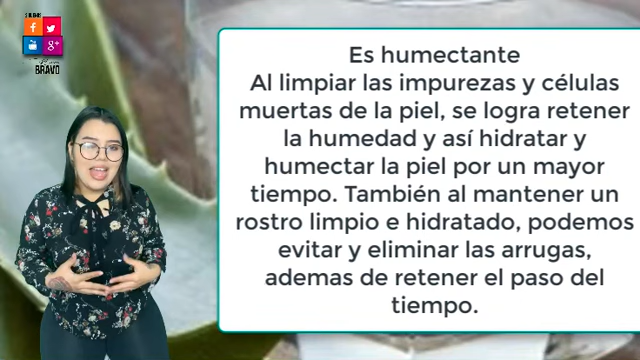 BRAVO
Es humectante
Al limpiar las impurezas y células
muertas de la piel, se logra retener
la humedad y así hidratar y
humectar la piel por un mayor
tiempo. También al mantener un
rostro limpio e hidratado, podemos
evitar y eliminar las arrugas,
ademas de retener el paso del
tiempo.